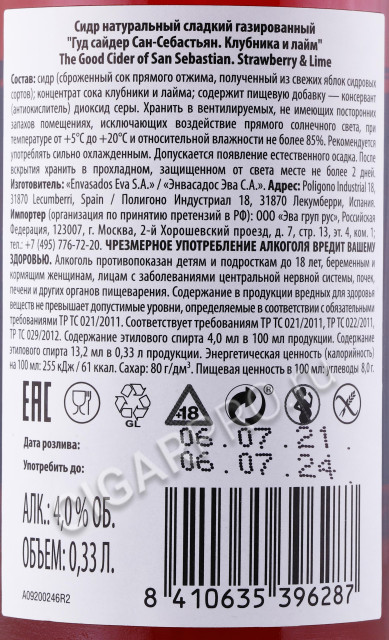 Сидр натуральный сладкий газированный
"Гуд сайдер Сан-Себастьян. Клубника и лайм"
The Good Cider of San Sebastian. Strawberry & Lime
Состав: сидр (сброженный сок прямого отжима, полученный из свежих яблок сидровых
сортов); концентрат сока клубники и лайма; содержит пищевую добавку — консервант
(антиокислитель) диоксид серы. Хранить в вентилируемых, не имеющих посторонних
запахов помещениях, исключающих воздействие прямого солнечного света, при
температуре от +5°С до +20°С и относительной влажности не более 85%. Рекомендуется
употреблять сильно охлажденным. Допускается появление естественного осадка. После
вскрытия хранить в прохладном, защищенном от света месте не более 2 дней.
Изготовитель: «Envasados Eva S.A.» / «Энвасадос Эва С.А.». Адрес: Poligono Industrial 18,
31870 Lecumberri, Spain / Полигоно Индустриал 18, 31870 Лекумберри, Испания.
Импортер (организация по принятию претензий в РФ): ООО «Эва груп рус», Российская
Федерация, 123007, г. Москва, 2-й Хорошевский проезд, д. 7, стр. 13, эт. 4, ком. 1;
тел.: +7 (495) 776-72-20. ЧРЕЗМЕРНОЕ УПОТРЕБЛЕНИЕ АЛКОГОЛЯ ВРЕДИТ ВАШЕМУ
ЗДОРОВЬЮ. Алкоголь противопоказан детям и подросткам до 18 лет, беременным и
кормящим женщинам, лицам с заболеваниями центральной нервной системы, почек,
печени и других органов пищеварения. Содержание в продукции вредных для здоровья
веществ не превышает допустимые уровни, определяемые в соответствии с обязательными
требованиями ТР ТС 021/2011. Соответствует требованиям ТР ТС 021/2011, ТР ТС 022/2011,
ТР ТС 029/2012. Содержание этилового спирта 4,0 мл в 100 мл продукции. Содержание
этилового спирта 13,2 мл в 0,33 л продукции. Энергетическая ценность (калорийность)
на 100 мл: 255 кДж / 61 ккал. Сахар: 80 г/дм³. Пищевая ценность в 100 мл: углеводы 8,0 г.
EAC
GL
+18
Дата розлива: 06.07.21
Употребить до: 06.07.24
CIGARPRO.RU
АЛК.: 4,0% ОБ.
ОБЪЕМ: 0,33 Л.
A09200246R2
8 410635 396287